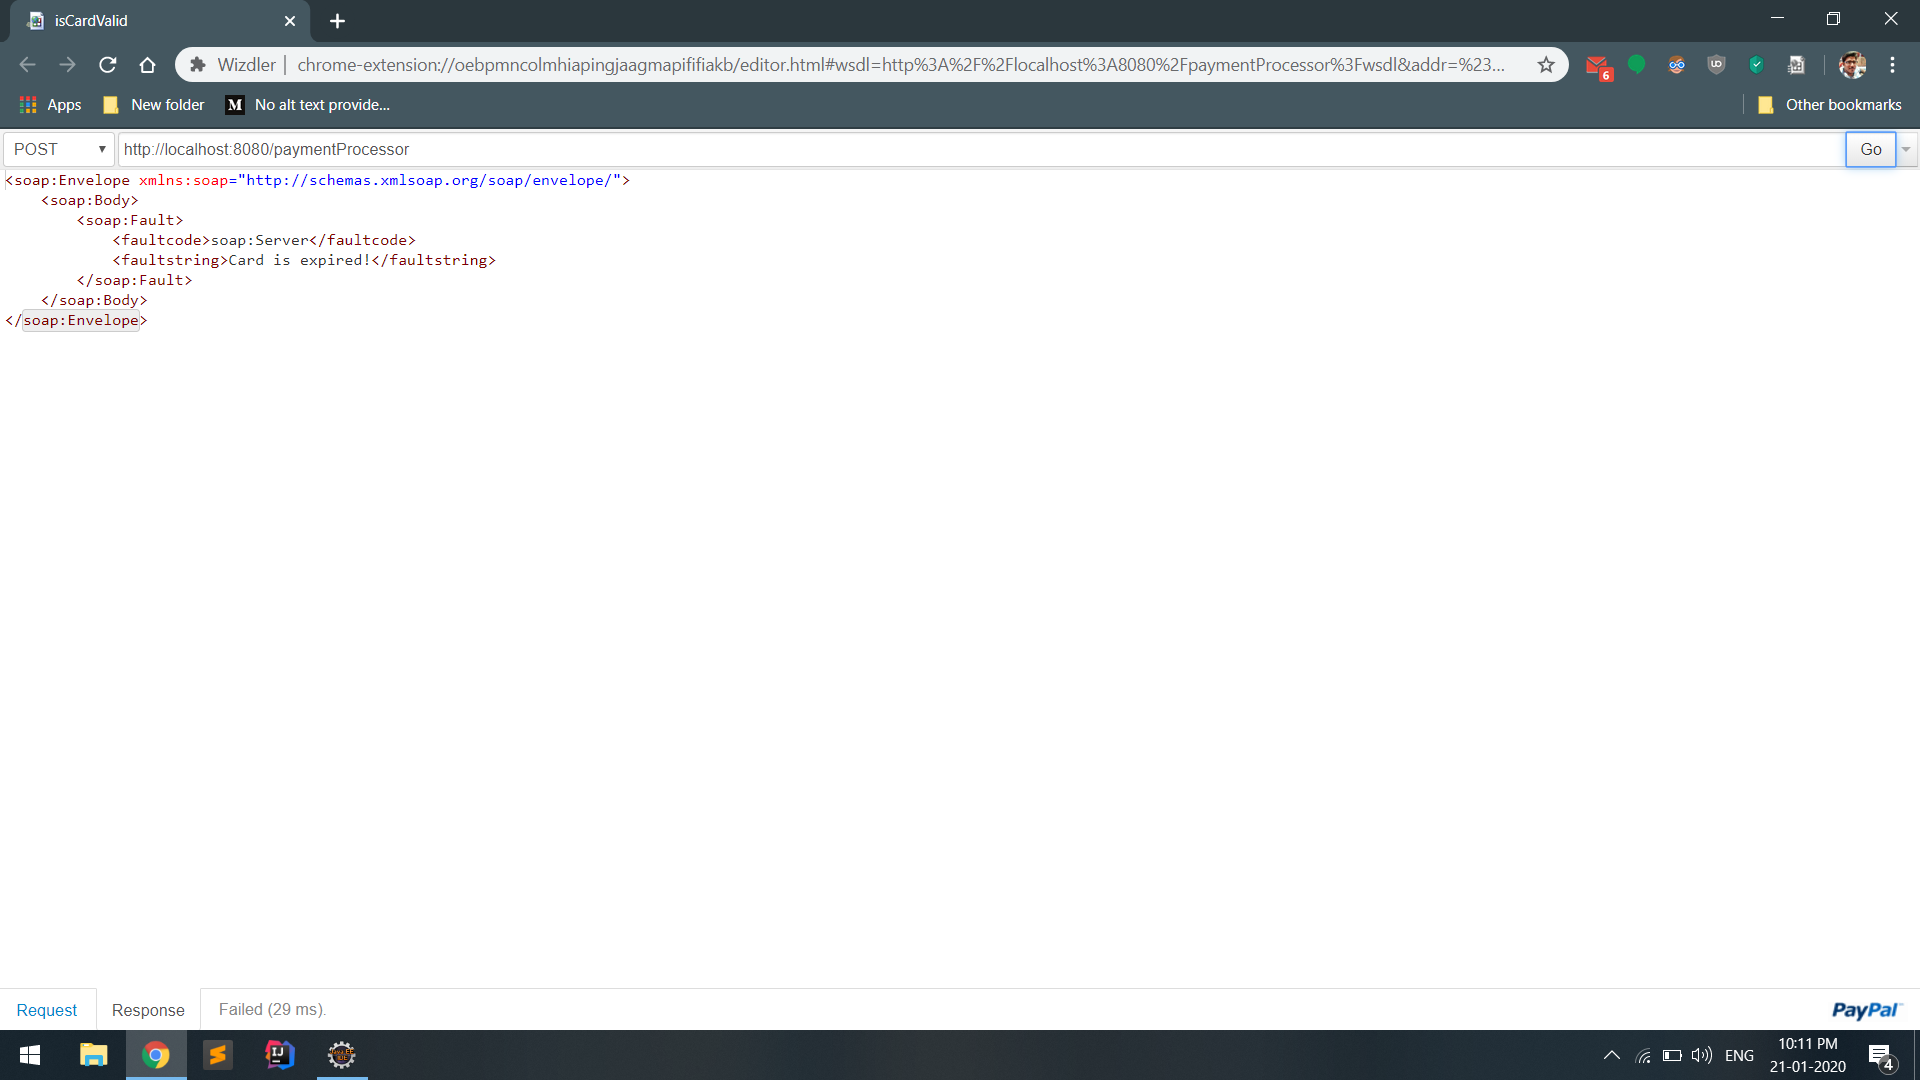 isCardValid
Wizdler | chrome-extension://oebpmncolmhiapingjaagmapififiakb/editor.html#wsdl=http%3A%2F%2Flocalhost%3A8080%2FpaymentProcessor%3Fwsdl&addr=%23...
6
Apps
New folder
M
No alt text provide...
Other bookmarks
POST
http://localhost:8080/paymentProcessor
Go
<soap:Envelope xmlns:soap="http://schemas.xmlsoap.org/soap/envelope/">
<soap:Body>
<soap:Fault>
<faultcode>soap:Server</faultcode>
<faultstring>Card is expired!</faultstring>
</soap:Fault>
</soap:Body>
</soap:Envelope>
Request
Response
Failed (29 ms).
PayPal
IJ
ENG
10:11 PM
21-01-2020
4